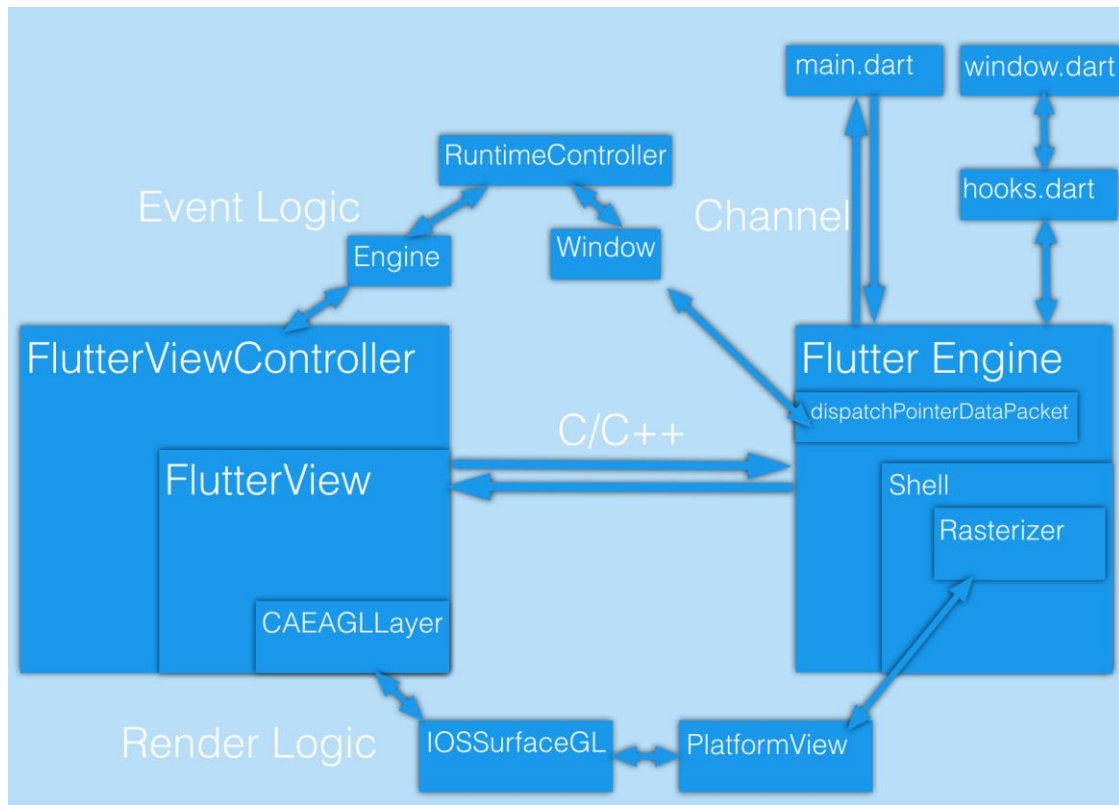 main.dart
window.dart
RuntimeController
hooks.dart
Event Logic
Channel
Engine
Window
FlutterViewController
Flutter Engine
_dispatchPointerDataPacket
C/C++
FlutterView
Shell
Rasterizer
CAEAGLLayer
Render Logic
IOSSurfaceGL
PlatformView